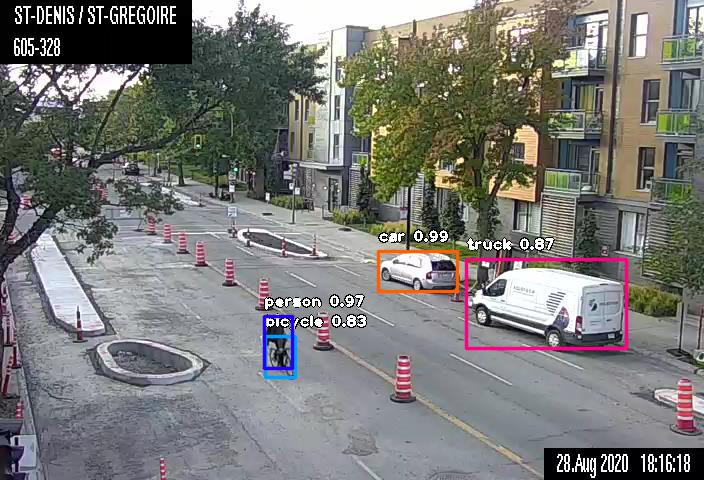 ST-DENIS / ST-GREGOIRE
605-328
car 0.99
truck 0.87
person 0.97
bicycle 0.83
28.Aug 2020 18:16:18